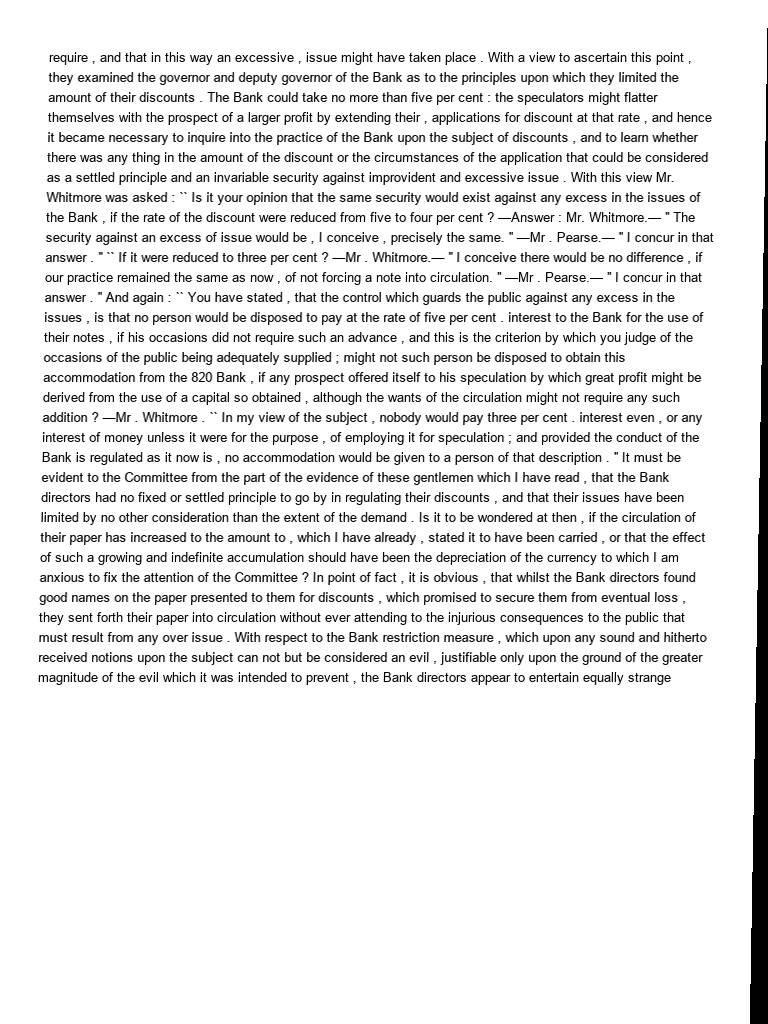 require , and that in this way an excessive , issue might have taken place . With a view to ascertain this point ,
they examined the governor and deputy governor of the Bank as to the principles upon which they limited the
amount of their discounts . The Bank could take no more than five per cent : the speculators might flatter
themselves with the prospect of a larger profit by extending their , applications for discount at that rate , and hence
it became necessary to inquire into the practice of the Bank upon the subject of discounts , and to learn whether
there was any thing in the amount of the discount or the circumstances of the application that could be considered
as a settled principle and an invariable security against improvident and excessive issue . With this view Mr.
Whitmore was asked : `` Is it your opinion that the same security would exist against any excess in the issues of
the Bank , if the rate of the discount were reduced from five to four per cent ? —Answer : Mr. Whitmore.— " The
security against an excess of issue would be , I conceive , precisely the same. " —Mr . Pearse.— " I concur in that
answer . " `` If it were reduced to three per cent ? —Mr . Whitmore.— " I conceive there would be no difference , if
our practice remained the same as now , of not forcing a note into circulation. " —Mr . Pearse.— " I concur in that
answer . " And again : `` You have stated , that the control which guards the public against any excess in the
issues , is that no person would be disposed to pay at the rate of five per cent . interest to the Bank for the use of
their notes , if his occasions did not require such an advance , and this is the criterion by which you judge of the
occasions of the public being adequately supplied ; might not such person be disposed to obtain this
accommodation from the 820 Bank , if any prospect offered itself to his speculation by which great profit might be
derived from the use of a capital so obtained , although the wants of the circulation might not require any such
addition ? —Mr . Whitmore . `` In my view of the subject , nobody would pay three per cent . interest even , or any
interest of money unless it were for the purpose , of employing it for speculation ; and provided the conduct of the
Bank is regulated as it now is , no accommodation would be given to a person of that description . " It must be
evident to the Committee from the part of the evidence of these gentlemen which I have read , that the Bank
directors had no fixed or settled principle to go by in regulating their discounts , and that their issues have been
limited by no other consideration than the extent of the demand . Is it to be wondered at then , if the circulation of
their paper has increased to the amount to , which I have already , stated it to have been carried , or that the effect
of such a growing and indefinite accumulation should have been the depreciation of the currency to which I am
anxious to fix the attention of the Committee ? In point of fact , it is obvious , that whilst the Bank directors found
good names on the paper presented to them for discounts , which promised to secure them from eventual loss ,
they sent forth their paper into circulation without ever attending to the injurious consequences to the public that
must result from any over issue . With respect to the Bank restriction measure , which upon any sound and hitherto
received notions upon the subject can not but be considered an evil , justifiable only upon the ground of the greater
magnitude of the evil which it was intended to prevent , the Bank directors appear to entertain equally strange